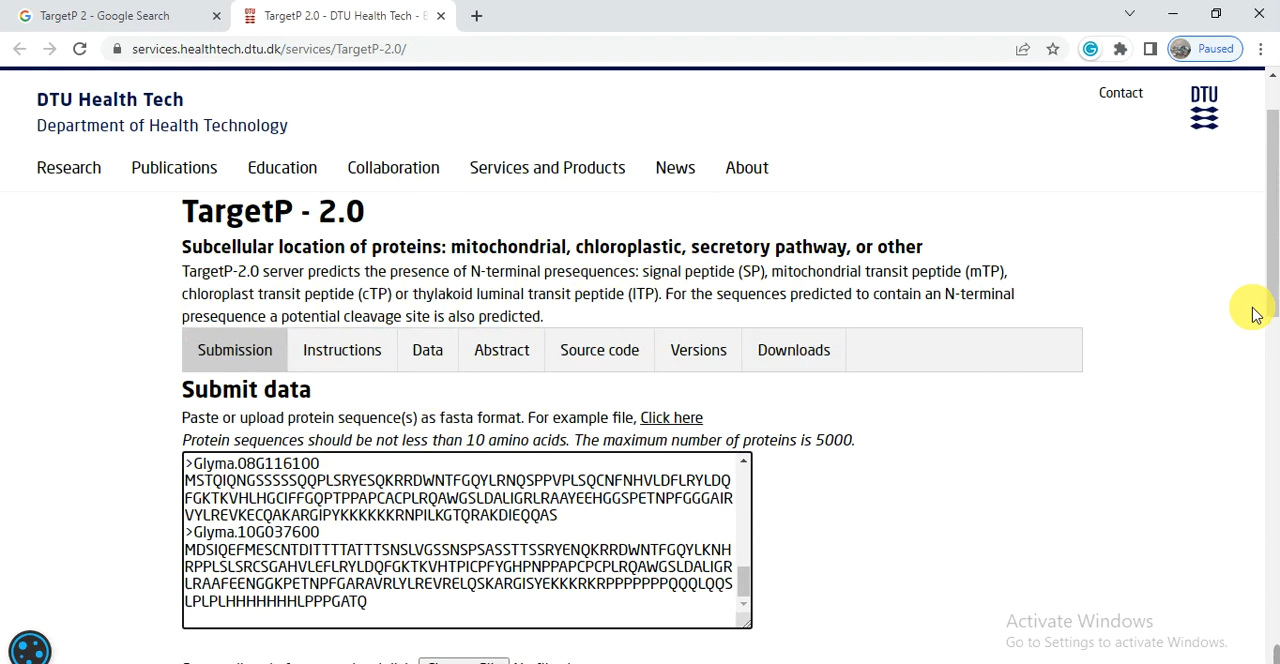 TargetP 2 - Google Search
TargetP 2.0 - DTU Health Tech - B
services.healthtech.dtu.dk/services/TargetP-2.0/
Paused
DTU Health Tech
Department of Health Technology
Contact
DTU
Research Publications Education Collaboration Services and Products News About
TargetP - 2.0
Subcellular location of proteins: mitochondrial, chloroplastic, secretory pathway, or other
TargetP-2.0 server predicts the presence of N-terminal presequences: signal peptide (SP), mitochondrial transit peptide (mTP),
chloroplast transit peptide (cTP) or thylakoid luminal transit peptide (lTP). For the sequences predicted to contain an N-terminal
presequence a potential cleavage site is also predicted.
Submission Instructions Data Abstract Source code Versions Downloads
Submit data
Paste or upload protein sequence(s) as fasta format. For example file, Click here
Protein sequences should be not less than 10 amino acids. The maximum number of proteins is 5000.
>Glyma.08G116100
MSTQIQNGSSSSSQQPLSRYESQKRRDWNTFGQYLRNQSPPVPLSQCNFNHVLDFLRYLDQ
FGKTKVHLHGCIFFGQPTPPAPCACPLRQAWGSLDALIGRLRAAYEEHGGSPETNPFGGGAIR
VYLREVKECQAKARGIPYKKKKKKRNPILKGTQRAKDIEQQAS
>Glyma.10G037600
MDSIQEFMESCNTDITTTTATTTSNSLVGSSNSPSASSTTSSRYENQKRRDWNTFGQYLKNH
RPPLSLSRCSGAHVLEFLRYLDQFGKTKVHTPICPFYGHPNPPAPCPCPLRQAWGSLDALIGR
LRAAFEENGGKPETNPFGARAVRLYLREVRELQSKARGISYEKKKRKRPPPPPPPQQQLQQS
LPLPLHHHHHHHLPPPGATQ
Activate Windows
Go to Settings to activate Windows.